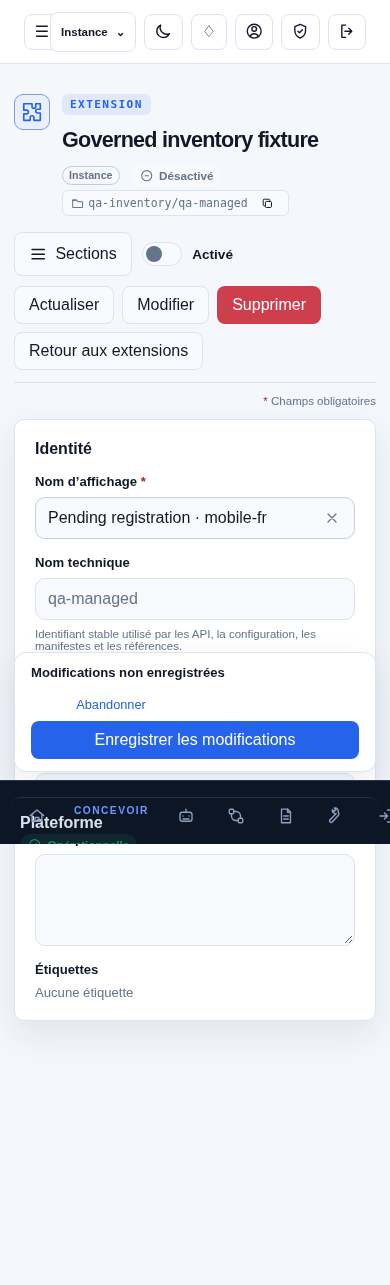 Instance
EXTENSION
Governed inventory fixture
Instance
Désactivé
qa-inventory/qa-managed
Sections
Activé
Actualiser
Modifier
Supprimer
Retour aux extensions
* Champs obligatoires
Identité
Nom d’affichage *
Pending registration · mobile-fr
Nom technique
qa-managed
Identifiant stable utilisé par les API, la configuration, les
manifestes et les références.
Modifications non enregistrées
Abandonner
Enregistrer les modifications
CONCEVOIR
Plateforme
Opérationnelle
Étiquettes
Aucune étiquette